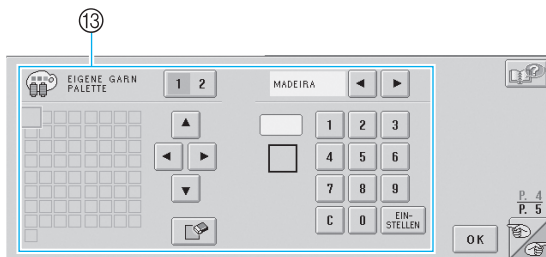 ⑬
EIGENE GARN
PALETTE
1 2
MADEIRA
1 2 3
4 5 6
7 8 9
C 0 EIN-
STELLEN
P. 4
P. 5
OK